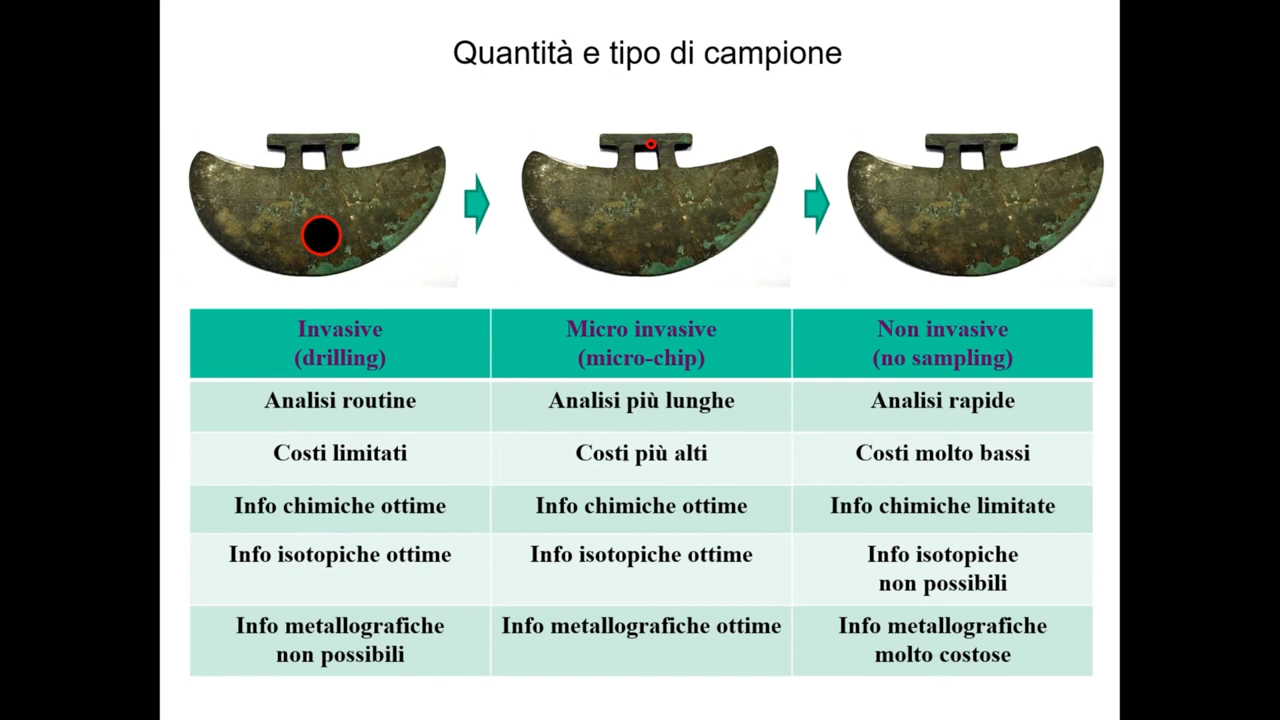 Quantità e tipo di campione
Invasive
(drilling)
Micro invasive
(micro-chip)
Non invasive
(no sampling)
Analisi routine
Analisi più lunghe
Analisi rapide
Costi limitati
Costi più alti
Costi molto bassi
Info chimiche ottime
Info chimiche ottime
Info chimiche limitate
Info isotopiche ottime
Info isotopiche ottime
Info isotopiche
non possibili
Info metallografiche
non possibili
Info metallografiche ottime
Info metallografiche
molto costose